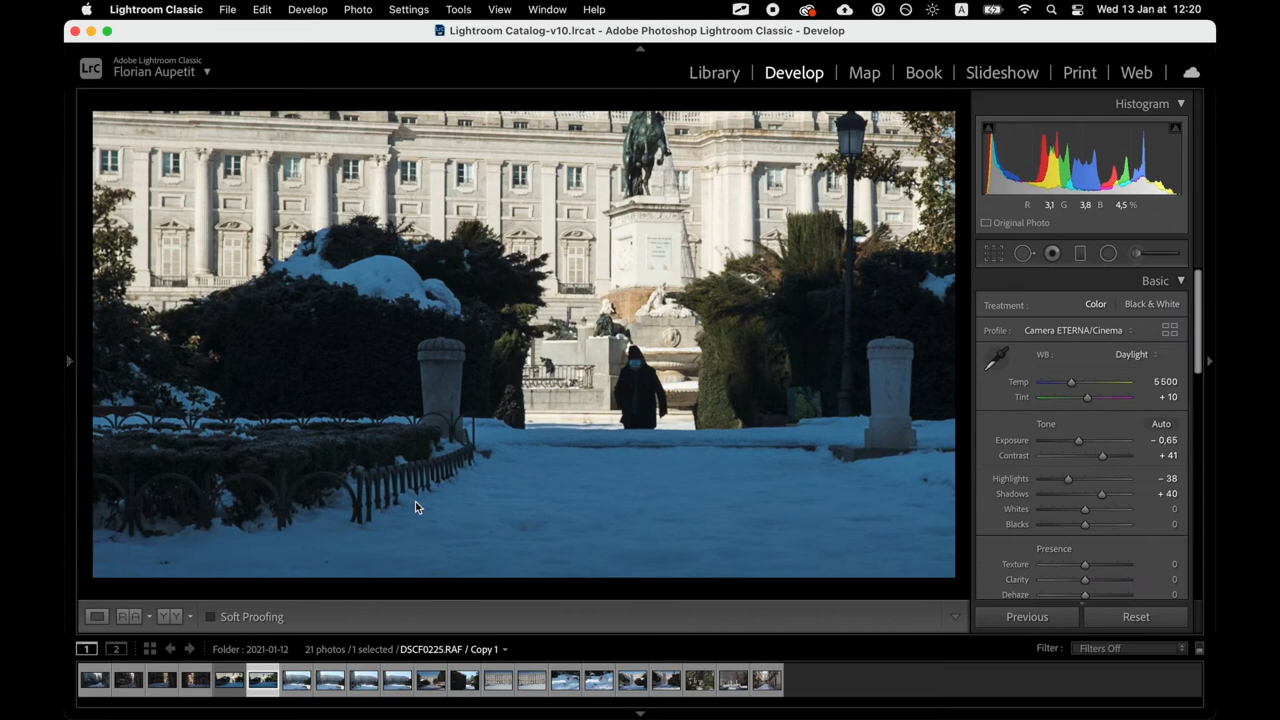 Lightroom Classic File Edit Develop Photo Settings Tools View Window Help A Wed 13 Jan at 12:20
Lightroom Catalog-v10.lrcat - Adobe Photoshop Lightroom Classic - Develop
LrC
Adobe Lightroom Classic
Florian Aupetit
Library | Develop | Map | Book | Slideshow | Print | Web
Histogram
R 3,1 G 3,8 B 4,5 %
Original Photo
Basic
Treatment : Color Black & White
Profile : Camera ETERNA/Cinema
WB : Daylight
Temp 5 500
Tint + 10
Tone Auto
Exposure – 0,65
Contrast + 41
Highlights – 38
Shadows + 40
Whites 0
Blacks 0
Presence
Texture 0
Clarity 0
Dehaze 0
Previous Reset
R A Y Y Soft Proofing
1 2 Folder : 2021-01-12 21 photos / 1 selected / DSCF0225.RAF / Copy 1 Filter : Filters Off